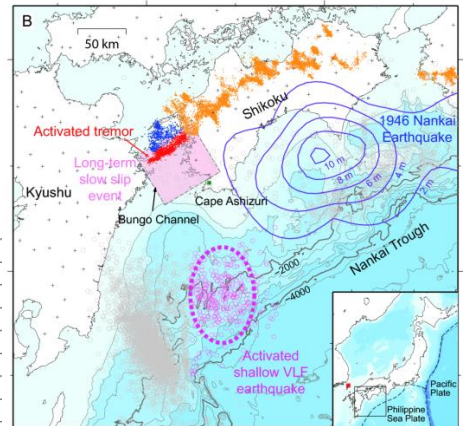 B
50 km
Shikoku
1946 Nankai
Earthquake
Activated tremor
10 m
8 m
6 m
4 m
2 m
Long-term
slow slip
event
Kyushu
Cape Ashizuri
Bungo Channel
Nankai Trough
-2000
-4000
Activated
shallow VLF
earthquake
Pacific
Plate
Philippine
Sea Plate